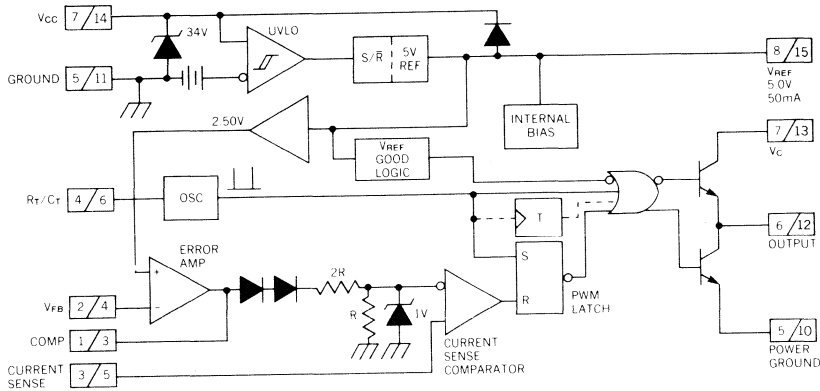 Vcc 7/14
34V
UVLO
GROUND 5/11
S/R̅
5V
REF
8/15
VREF
5.0V
50mA
INTERNAL
BIAS
2.50V
VREF
GOOD
LOGIC
7/13
Vc
RT/CT 4/6
OSC
T
6/12
OUTPUT
ERROR
AMP
+
−
S
R
PWM
LATCH
2R
R
1V
VFB 2/4
COMP 1/3
CURRENT
SENSE
3/5
CURRENT
SENSE
COMPARATOR
5/10
POWER
GROUND